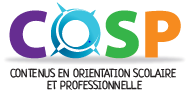 COSP
CONTENUS EN ORIENTATION SCOLAIRE
ET PROFESSIONNELLE